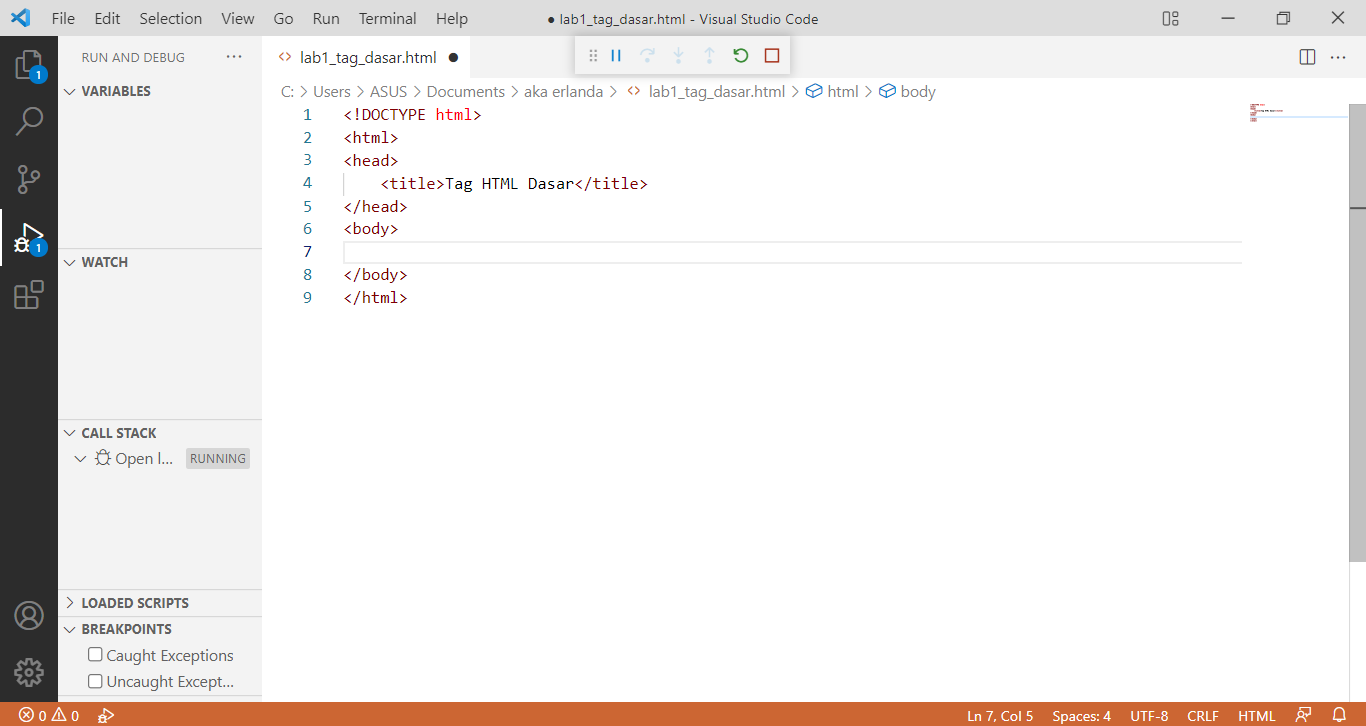 File Edit Selection View Go Run Terminal Help ● lab1_tag_dasar.html - Visual Studio Code
RUN AND DEBUG ···
lab1_tag_dasar.html ●
1
VARIABLES
C: > Users > ASUS > Documents > aka erlanda > lab1_tag_dasar.html > html > body
1 <!DOCTYPE html>
2 <html>
3 <head>
4 <title>Tag HTML Dasar</title>
5 </head>
6 <body>
7
8 </body>
9 </html>
1
WATCH
CALL STACK
Open l... RUNNING
LOADED SCRIPTS
BREAKPOINTS
Caught Exceptions
Uncaught Except...
0 0 Ln 7, Col 5 Spaces: 4 UTF-8 CRLF HTML